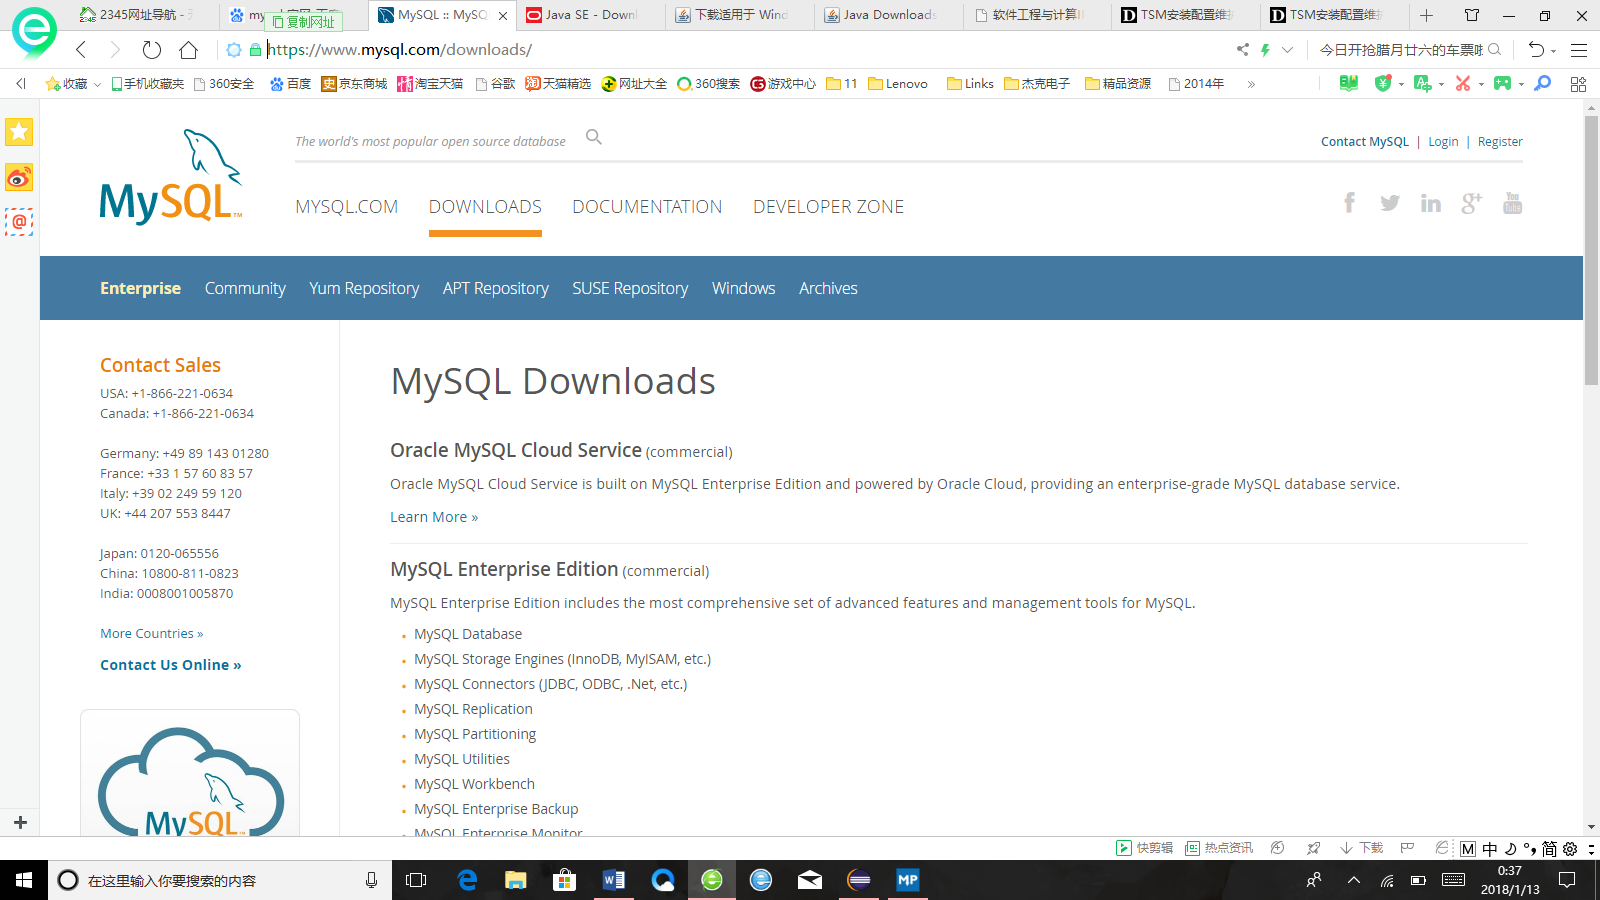 2345网址导航 - 无
my
复制网址
MySQL :: MySQ
Java SE - Downl
下载适用于 Wind
Java Downloads
软件工程与计算I
TSM安装配置维护
TSM安装配置维护
https://www.mysql.com/downloads/
今日开抢腊月廿六的车票
收藏
手机收藏夹
360安全
百度
京东商城
淘宝天猫
谷歌
天猫精选
网址大全
360搜索
游戏中心
11
Lenovo
Links
杰克电子
精品资源
2014年
»
MySQL™
The world's most popular open source database
Contact MySQL | Login | Register
MYSQL.COM DOWNLOADS DOCUMENTATION DEVELOPER ZONE
Enterprise Community Yum Repository APT Repository SUSE Repository Windows Archives
Contact Sales
USA: +1-866-221-0634
Canada: +1-866-221-0634
Germany: +49 89 143 01280
France: +33 1 57 60 83 57
Italy: +39 02 249 59 120
UK: +44 207 553 8447
Japan: 0120-065556
China: 10800-811-0823
India: 0008001005870
More Countries »
Contact Us Online »
MySQL
MySQL Downloads
Oracle MySQL Cloud Service (commercial)
Oracle MySQL Cloud Service is built on MySQL Enterprise Edition and powered by Oracle Cloud, providing an enterprise-grade MySQL database service.
Learn More »
MySQL Enterprise Edition (commercial)
MySQL Enterprise Edition includes the most comprehensive set of advanced features and management tools for MySQL.
MySQL Database
MySQL Storage Engines (InnoDB, MyISAM, etc.)
MySQL Connectors (JDBC, ODBC, .Net, etc.)
MySQL Replication
MySQL Partitioning
MySQL Utilities
MySQL Workbench
MySQL Enterprise Backup
MySQL Enterprise Monitor
快剪辑
热点资讯
下载
M 中 简
在这里输入你要搜索的内容
MP
0:37
2018/1/13